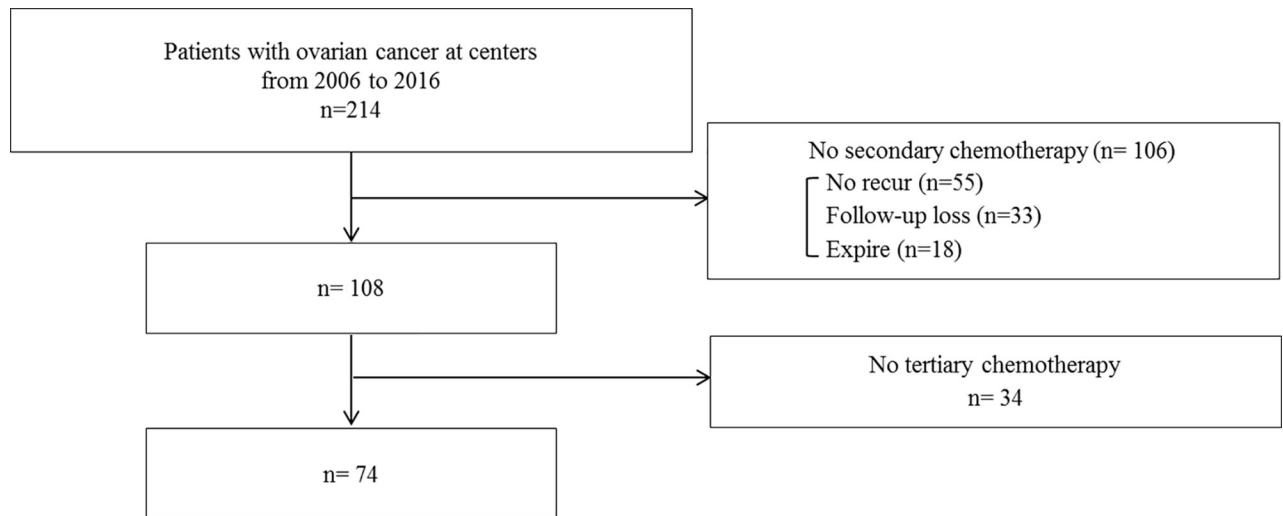 Patients with ovarian cancer at centers
from 2006 to 2016
n=214
No secondary chemotherapy (n= 106)
No recur (n=55)
Follow-up loss (n=33)
Expire (n=18)
n= 108
No tertiary chemotherapy
n= 34
n= 74